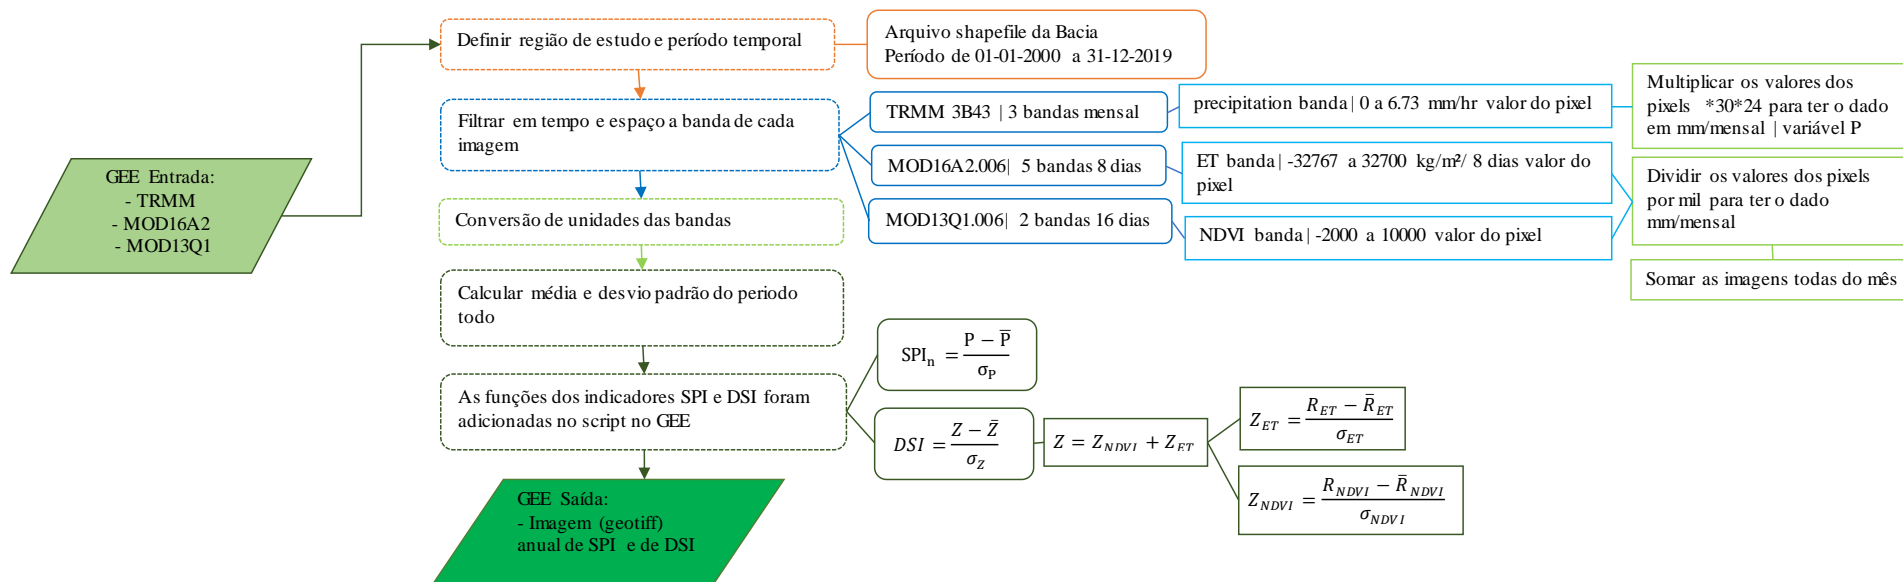 GEE Entrada:
- TRMM
- MOD16A2
- MOD13Q1
Definir região de estudo e período temporal
Arquivo shapefile da Bacia
Período de 01-01-2000 a 31-12-2019
Filtrar em tempo e espaço a banda de cada
imagem
TRMM 3B43 | 3 bandas mensal
precipitation banda | 0 a 6.73 mm/hr valor do pixel
Multiplicar os valores dos
pixels *30*24 para ter o dado
em mm/mensal | variável P
MOD16A2.006| 5 bandas 8 dias
ET banda | -32767 a 32700 kg/m²/ 8 dias valor do
pixel
MOD13Q1.006| 2 bandas 16 dias
NDVI banda | -2000 a 10000 valor do pixel
Dividir os valores dos pixels
por mil para ter o dado
mm/mensal
Somar as imagens todas do mês
Conversão de unidades das bandas
Calcular média e desvio padrão do periodo
todo
As funções dos indicadores SPI e DSI foram
adicionadas no script no GEE
SPIₙ = (P − P̅) / σ_P
DSI = (Z − Z̅) / σ_Z
Z = Z_NDVI + Z_ET
Z_ET = (R_ET − R̅_ET) / σ_ET
Z_NDVI = (R_NDVI − R̅_NDVI) / σ_NDVI
GEE Saída:
- Imagem (geotiff)
anual de SPI e de DSI